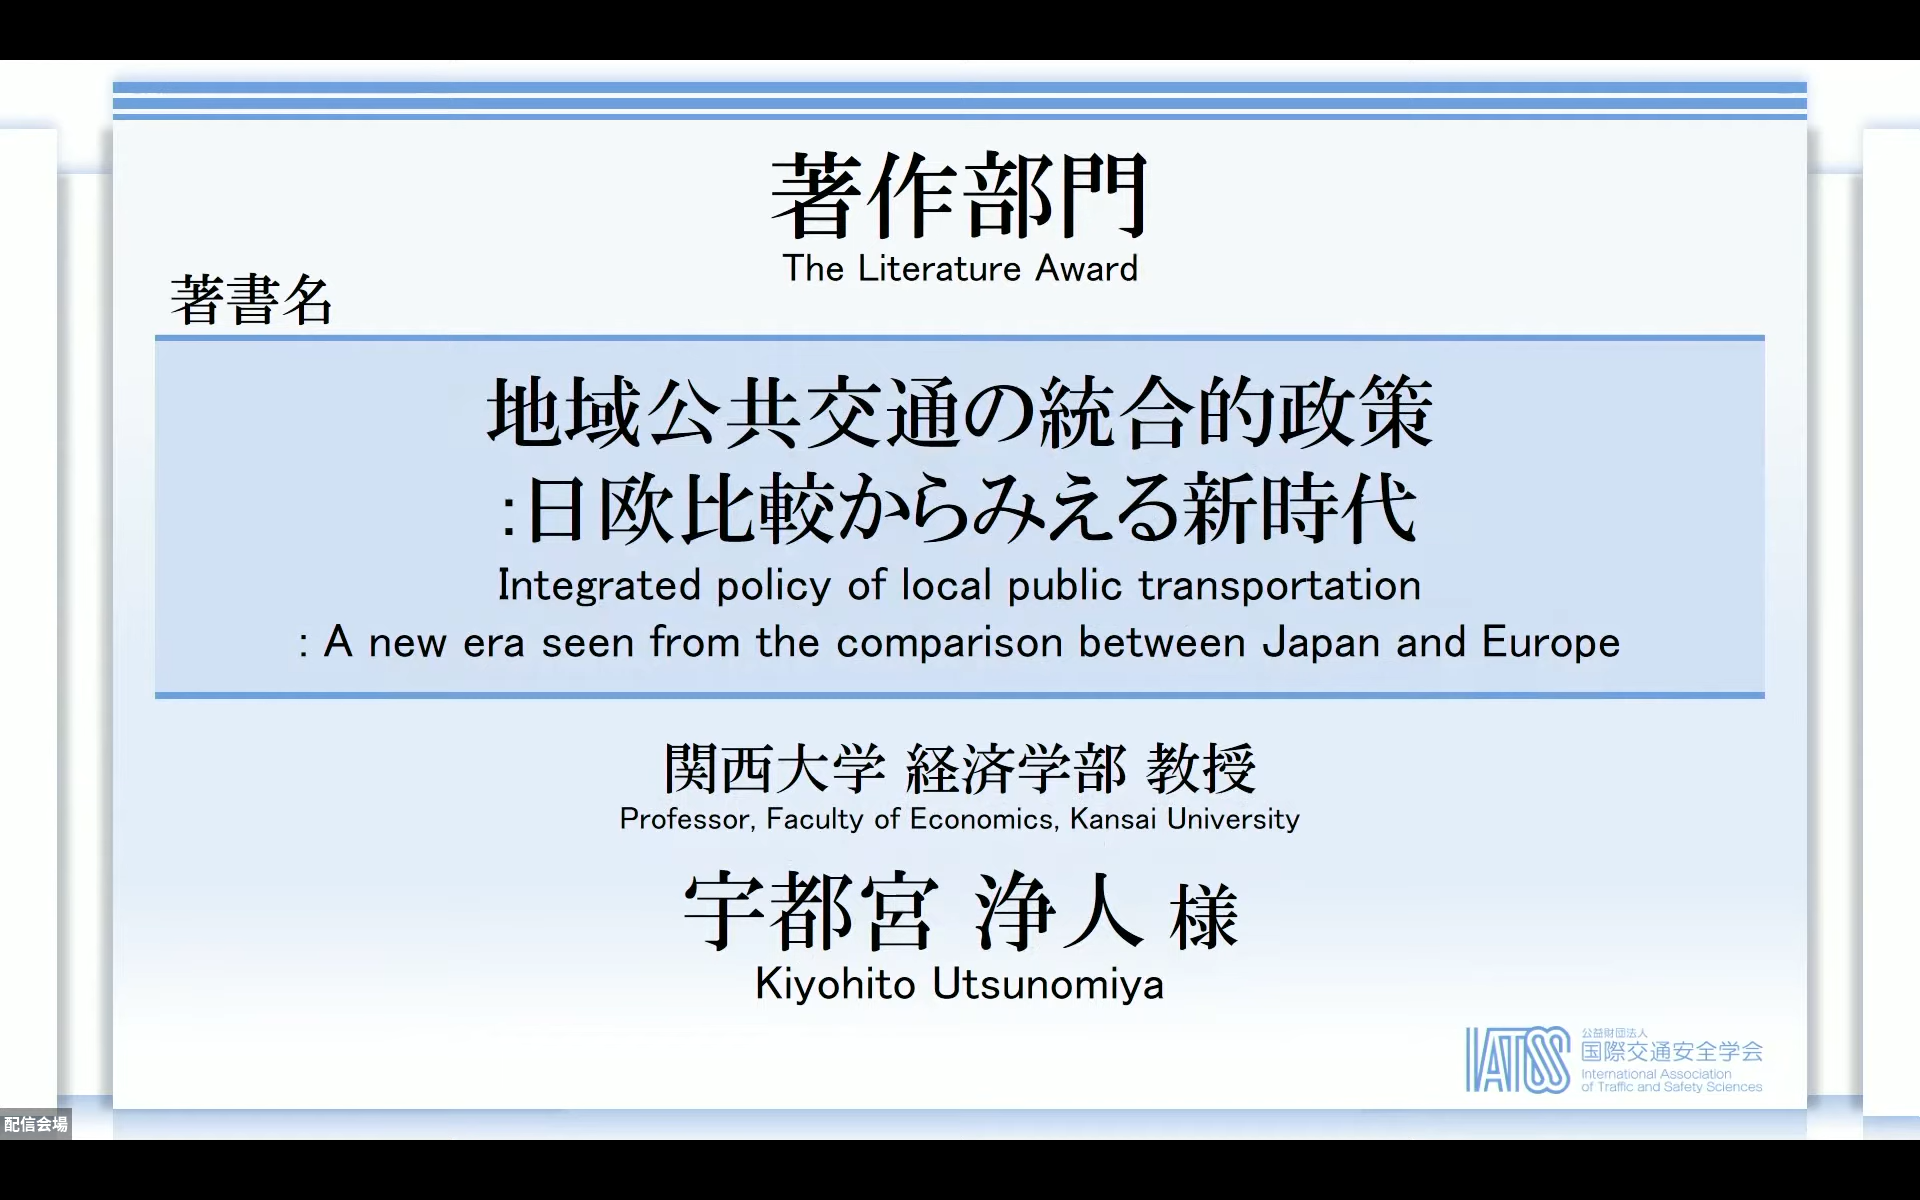 著作部門
The Literature Award
著書名
地域公共交通の統合的政策
:日欧比較からみえる新時代
Integrated policy of local public transportation
: A new era seen from the comparison between Japan and Europe
関西大学 経済学部 教授
Professor, Faculty of Economics, Kansai University
宇都宮 浄人 様
Kiyohito Utsunomiya
IATSS
公益財団法人
国際交通安全学会
International Association
of Traffic and Safety Sciences
配信会場